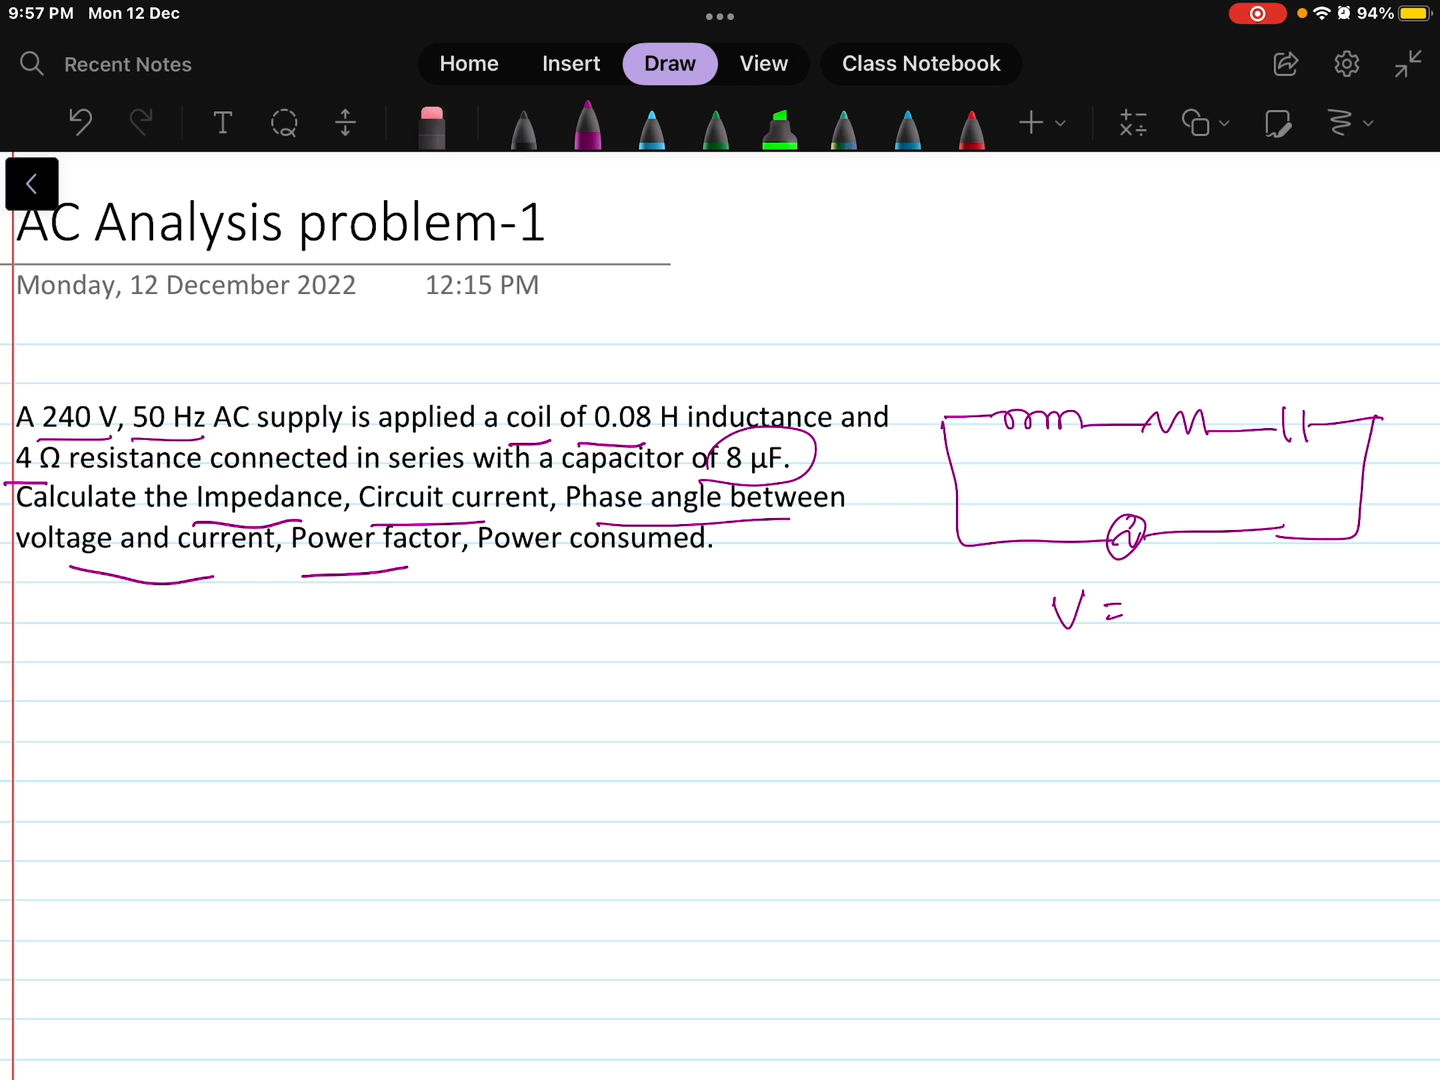 9:57 PM Mon 12 Dec
94%
Recent Notes
Home Insert Draw View Class Notebook
T
AC Analysis problem-1
Monday, 12 December 2022 12:15 PM
A 240 V, 50 Hz AC supply is applied a coil of 0.08 H inductance and
4 Ω resistance connected in series with a capacitor of 8 μF.
Calculate the Impedance, Circuit current, Phase angle between
voltage and current, Power factor, Power consumed.
V =